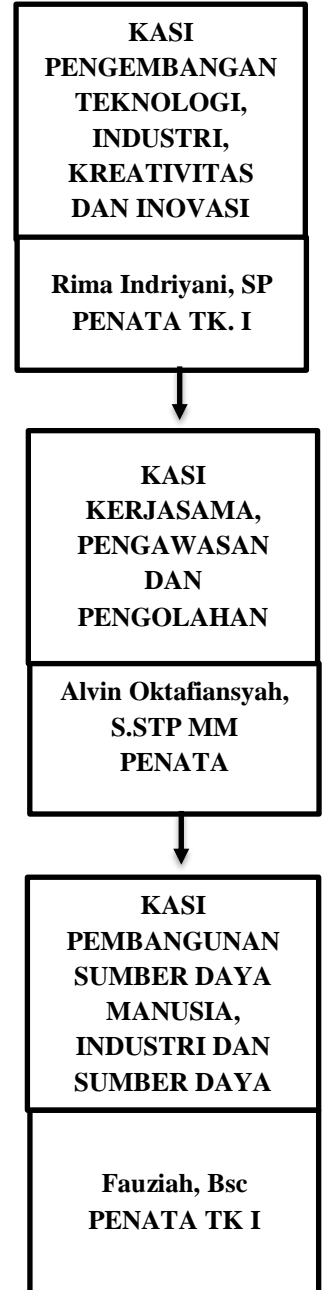 KASI
PENGEMBANGAN
TEKNOLOGI,
INDUSTRI,
KREATIVITAS
DAN INOVASI
Rima Indriyani, SP
PENATA TK. I
KASI
KERJASAMA,
PENGAWASAN
DAN
PENGOLAHAN
Alvin Oktafiansyah,
S.STP MM
PENATA
KASI
PEMBANGUNAN
SUMBER DAYA
MANUSIA,
INDUSTRI DAN
SUMBER DAYA
Fauziah, Bsc
PENATA TK I